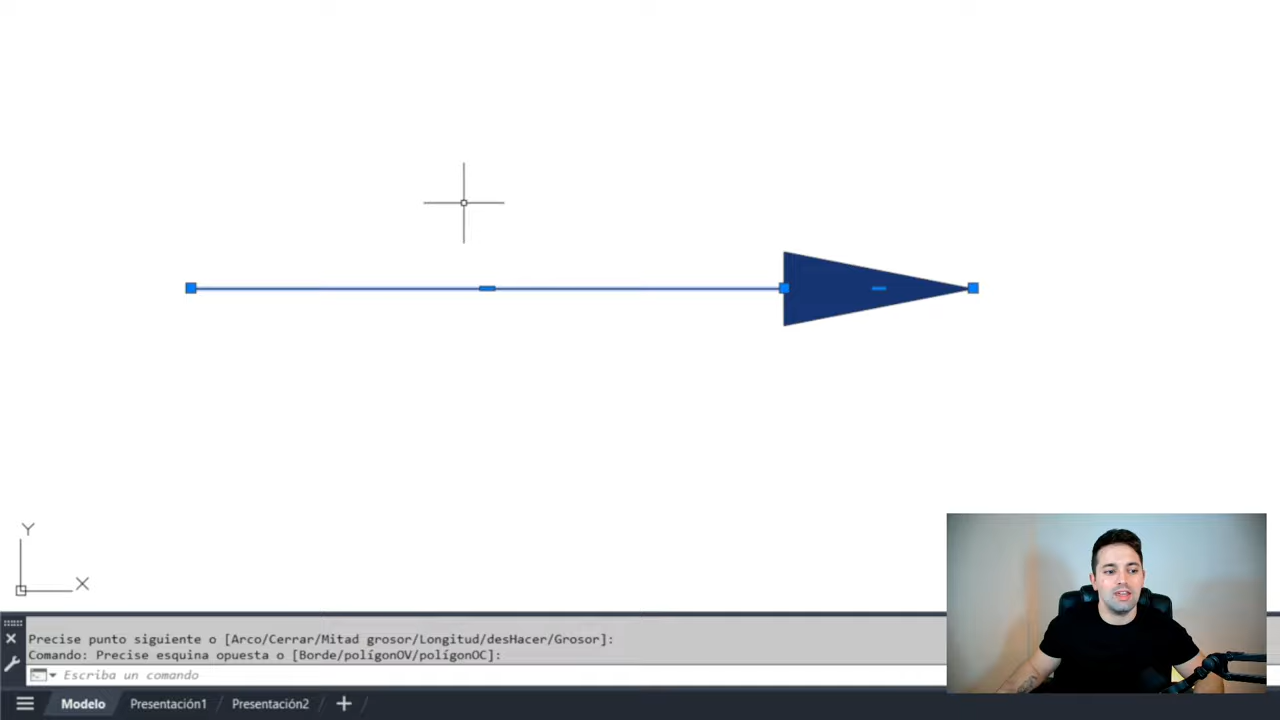 Y
X
Precise punto siguiente o [Arco/Cerrar/Mitad grosor/Longitud/desHacer/Grosor]:
Comando: Precise esquina opuesta o [Borde/polígonOV/polígonOC]:
Escriba un comando
Modelo Presentación1 Presentación2 +